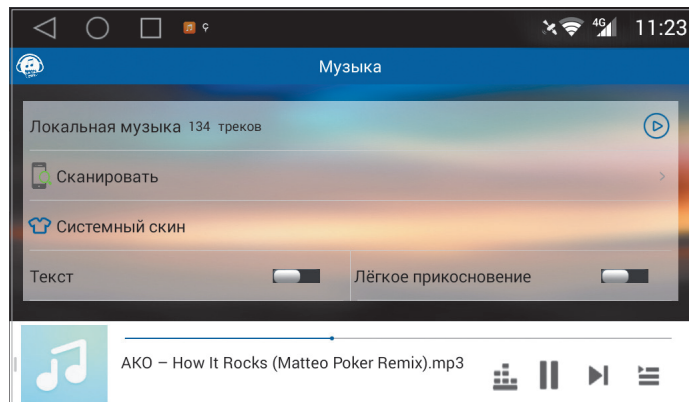 4G 11:23
Музыка
Локальная музыка 134 треков
Сканировать
Системный скин
Текст Лёгкое прикосновение
AKO – How It Rocks (Matteo Poker Remix).mp3